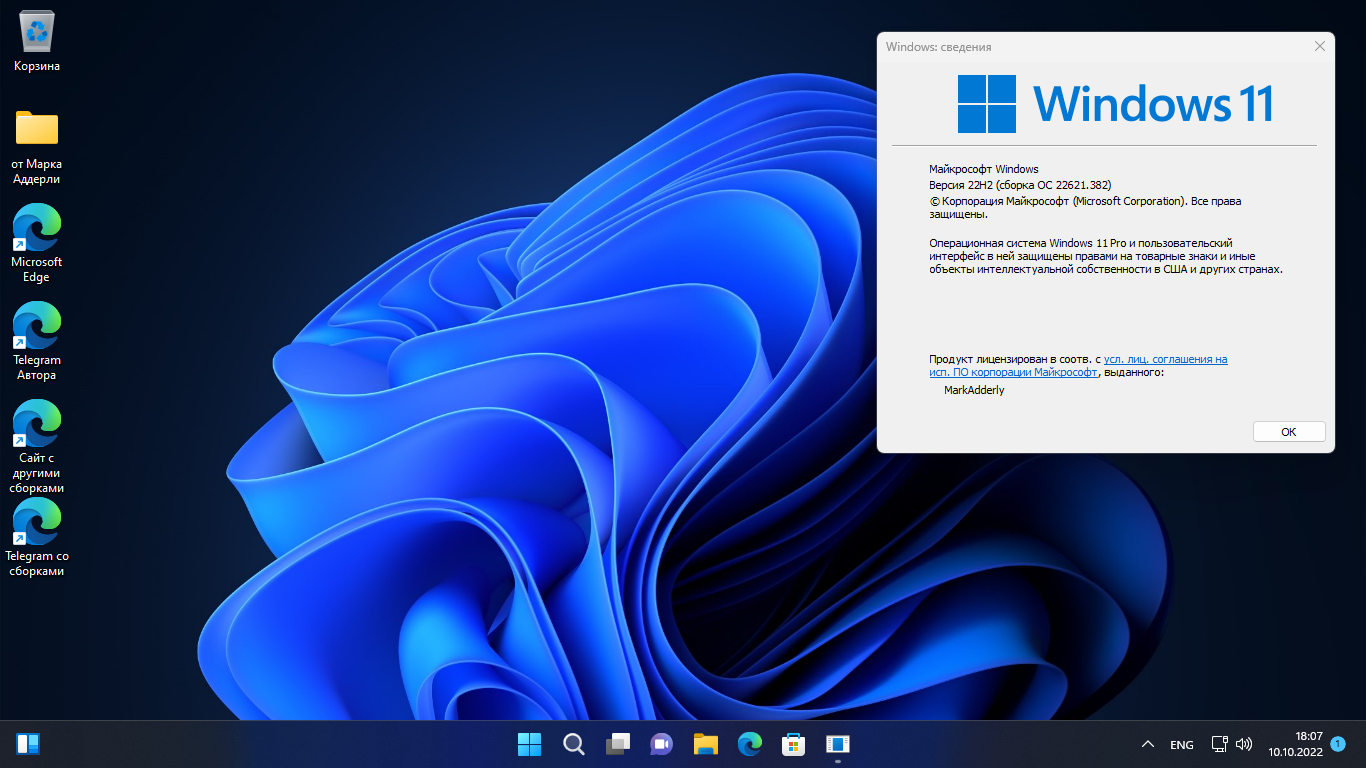 Корзина
от Марка
Аддерли
Microsoft
Edge
Telegram
Автора
Сайт с
другими
сборками
Telegram со
сборками
Windows: сведения
Windows 11
Майкрософт Windows
Версия 22H2 (сборка ОС 22621.382)
© Корпорация Майкрософт (Microsoft Corporation). Все права
защищены.
Операционная система Windows 11 Pro и пользовательский
интерфейс в ней защищены правами на товарные знаки и иные
объекты интеллектуальной собственности в США и других странах.
Продукт лицензирован в соотв. с усл. лиц. соглашения на
исп. ПО корпорации Майкрософт, выданного:
MarkAdderly
ОК
ENG
18:07
10.10.2022
1